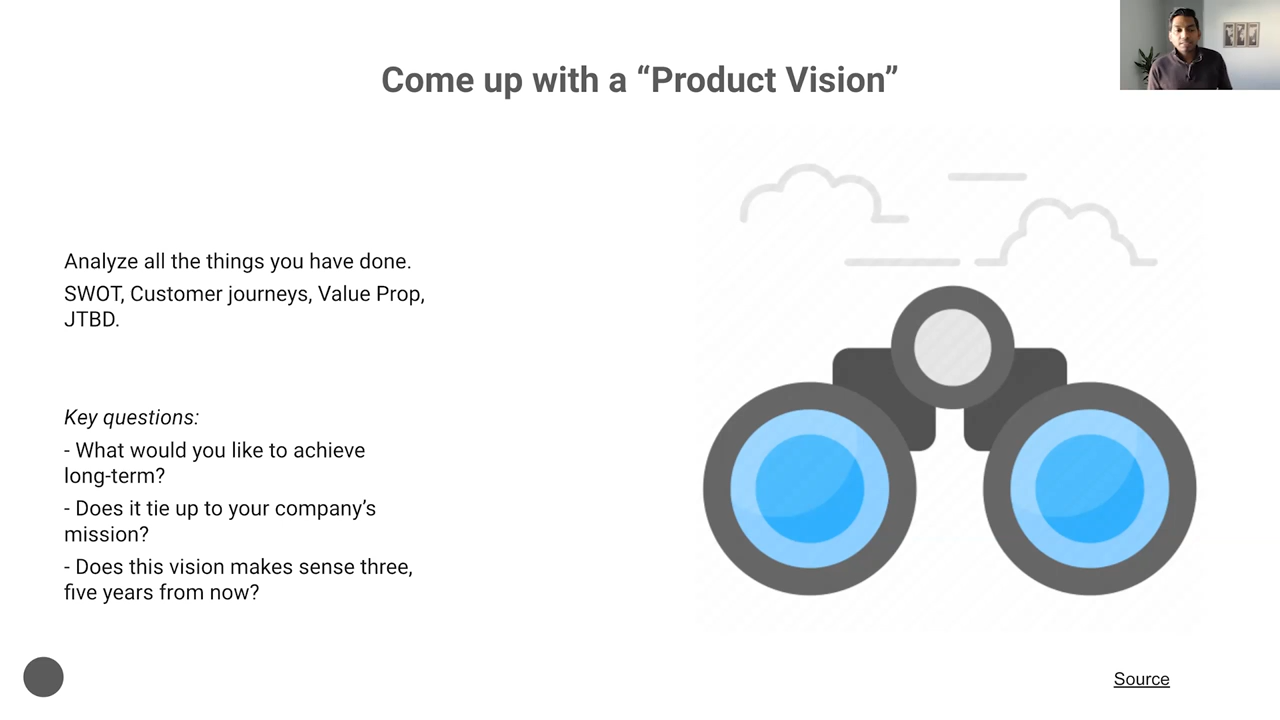 Come up with a “Product Vision”
Analyze all the things you have done.
SWOT, Customer journeys, Value Prop,
JTBD.
Key questions:
- What would you like to achieve
long-term?
- Does it tie up to your company’s
mission?
- Does this vision makes sense three,
five years from now?
Source